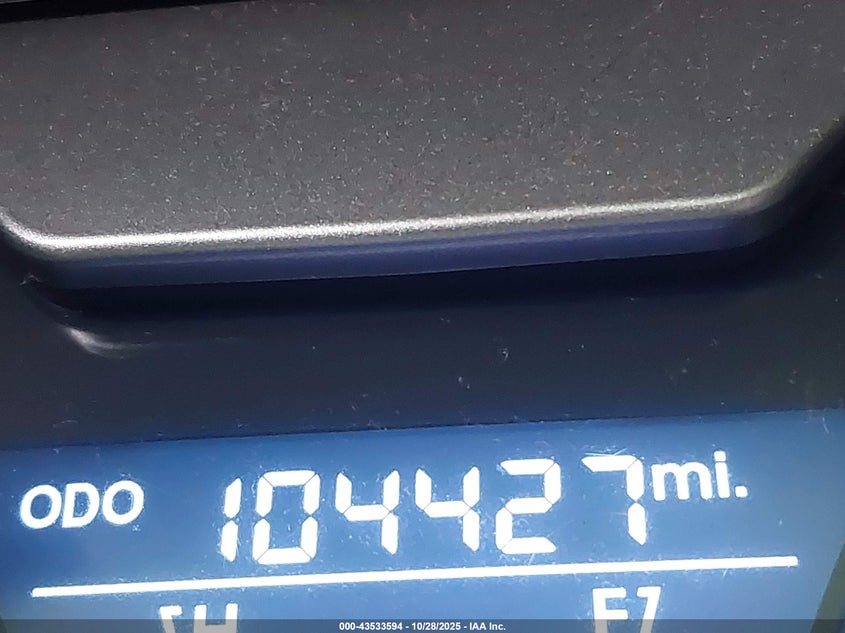 ODO 104427 mi.
000-43533594 - 10/28/2025 - IAA Inc.